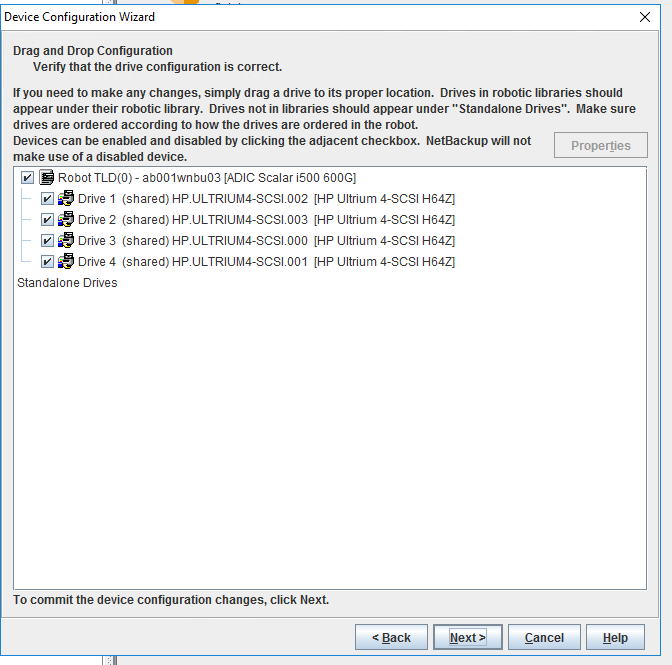 Device Configuration Wizard
Drag and Drop Configuration
Verify that the drive configuration is correct.
If you need to make any changes, simply drag a drive to its proper location. Drives in robotic libraries should
appear under their robotic library. Drives not in libraries should appear under "Standalone Drives". Make sure
drives are ordered according to how the drives are ordered in the robot.
Devices can be enabled and disabled by clicking the adjacent checkbox. NetBackup will not
make use of a disabled device.
Properties
Robot TLD(0) - ab001wnbu03 [ADIC Scalar i500 600G]
Drive 1 (shared) HP.ULTRIUM4-SCSI.002 [HP Ultrium 4-SCSI H64Z]
Drive 2 (shared) HP.ULTRIUM4-SCSI.003 [HP Ultrium 4-SCSI H64Z]
Drive 3 (shared) HP.ULTRIUM4-SCSI.000 [HP Ultrium 4-SCSI H64Z]
Drive 4 (shared) HP.ULTRIUM4-SCSI.001 [HP Ultrium 4-SCSI H64Z]
Standalone Drives
To commit the device configuration changes, click Next.
< Back
Next >
Cancel
Help